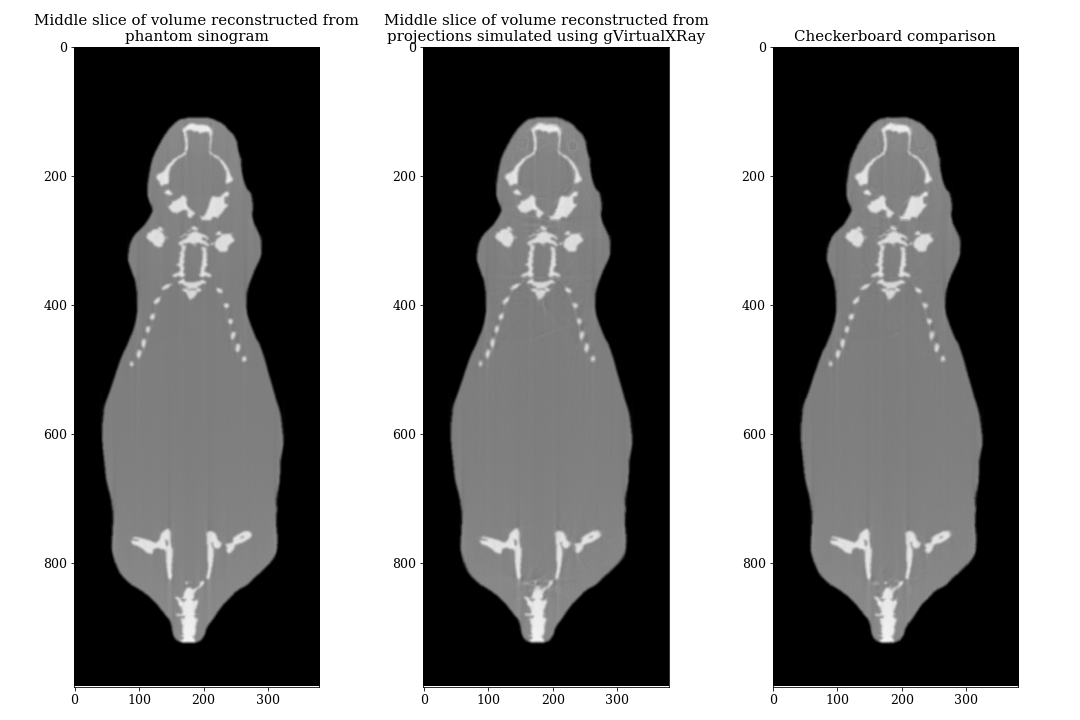 Middle slice of volume reconstructed from
phantom sinogram
Middle slice of volume reconstructed from
projections simulated using gVirtualXRay
Checkerboard comparison
0
200
400
600
800
0 100 200 300
0
200
400
600
800
0 100 200 300
0
200
400
600
800
0 100 200 300